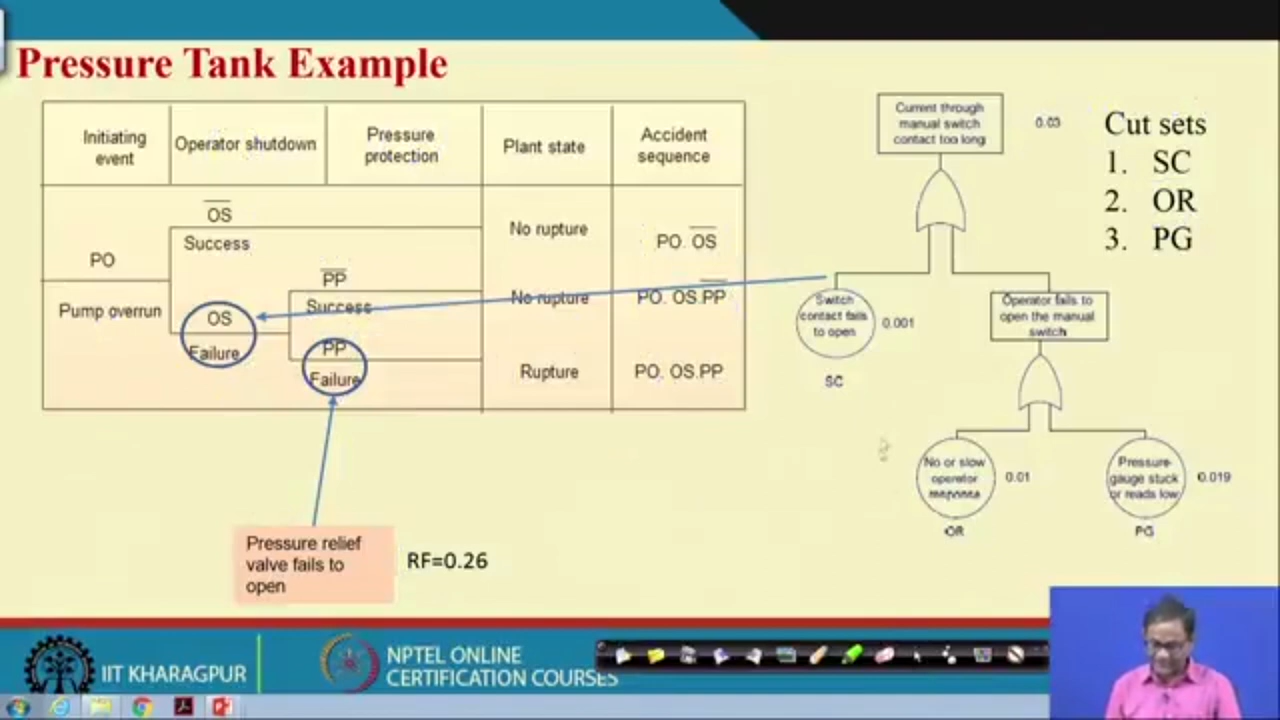 Pressure Tank Example
Initiating
event
Operator shutdown
Pressure
protection
Plant state
Accident
sequence
PO
Pump overrun
OS
Success
OS
Failure
PP
Success
PP
Failure
No rupture
No rupture
Rupture
PO. OS
PO. OS.PP
PO. OS.PP
Pressure relief
valve fails to
open
RF=0.26
Current through
manual switch
contact too long
0.03
Switch
contact fails
to open
0.001
SC
Operator fails to
open the manual
switch
No or slow
operator
response
0.01
OR
Pressure-
gauge stuck
or reads low
0.019
PG
Cut sets
1. SC
2. OR
3. PG
IIT KHARAGPUR
NPTEL ONLINE
CERTIFICATION COURSES